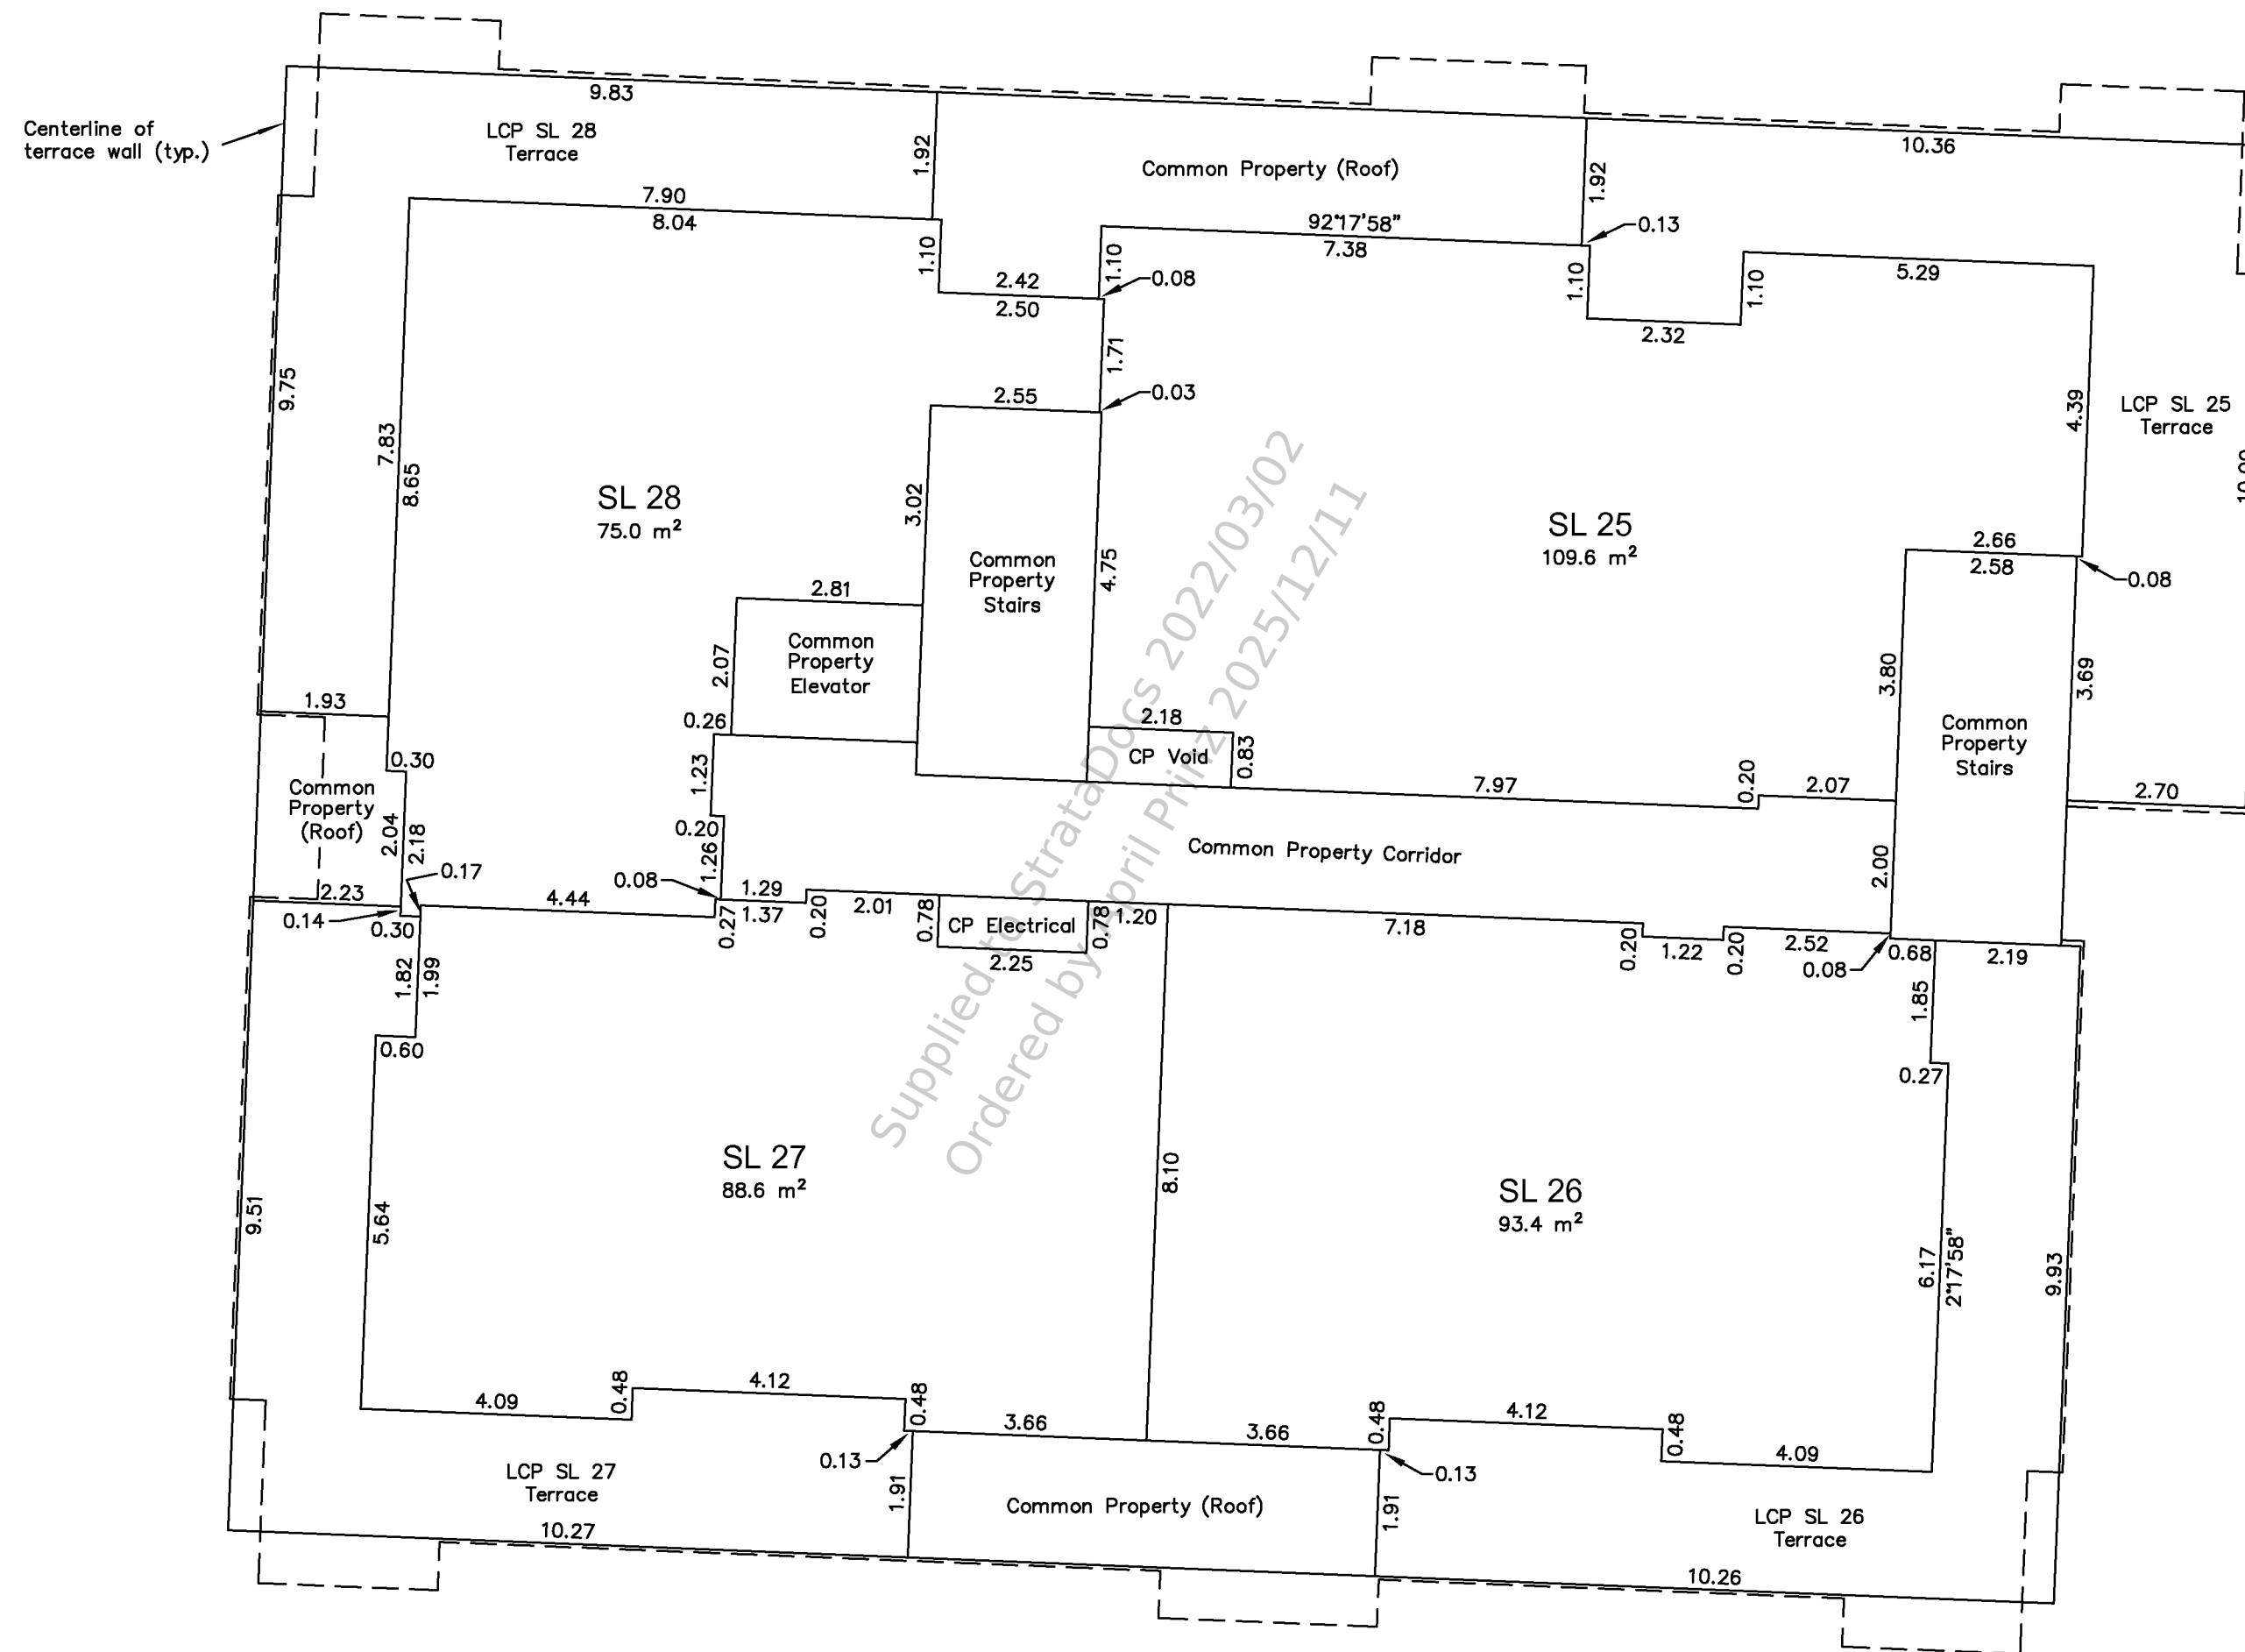 9.83
Centerline of
terrace wall (typ.)
LCP SL 28
Terrace
1.92
Common Property (Roof)
1.92
10.36
7.90
8.04
92°17'58"
7.38
0.13
1.10
1.10
1.10
1.10
5.29
2.42
2.50
0.08
2.32
1.71
9.75
2.55
0.03
4.39
LCP SL 25
Terrace
7.83
8.65
SL 28
75.0 m²
3.02
SL 25
109.6 m²
Common
Property
Stairs
4.75
2.66
2.58
0.08
2.81
Common
Property
Elevator
2.07
3.80
3.69
1.93
0.26
2.18
CP Void
0.83
Common
Property
Stairs
0.30
1.23
7.97
0.20
2.07
2.70
Common
Property
(Roof)
2.04
2.18
0.20
1.26
Common Property Corridor
2.00
0.17
0.08
2.23
0.14
0.30
4.44
0.27
1.29
1.37
0.20
2.01
0.78
CP Electrical
0.78
1.20
2.25
7.18
0.20
1.22
0.20
2.52
0.08
0.68
2.19
1.82
1.99
0.60
1.85
0.27
Supplied to StrataDocs 2022/03/02
Ordered by April Prinz 2025/12/11
SL 27
88.6 m²
8.10
SL 26
93.4 m²
9.51
5.64
6.17
2°17'58"
9.93
4.09
0.48
4.12
0.48
3.66
3.66
0.48
4.12
0.48
4.09
0.13
0.13
LCP SL 27
Terrace
1.91
Common Property (Roof)
1.91
LCP SL 26
Terrace
10.27
10.26